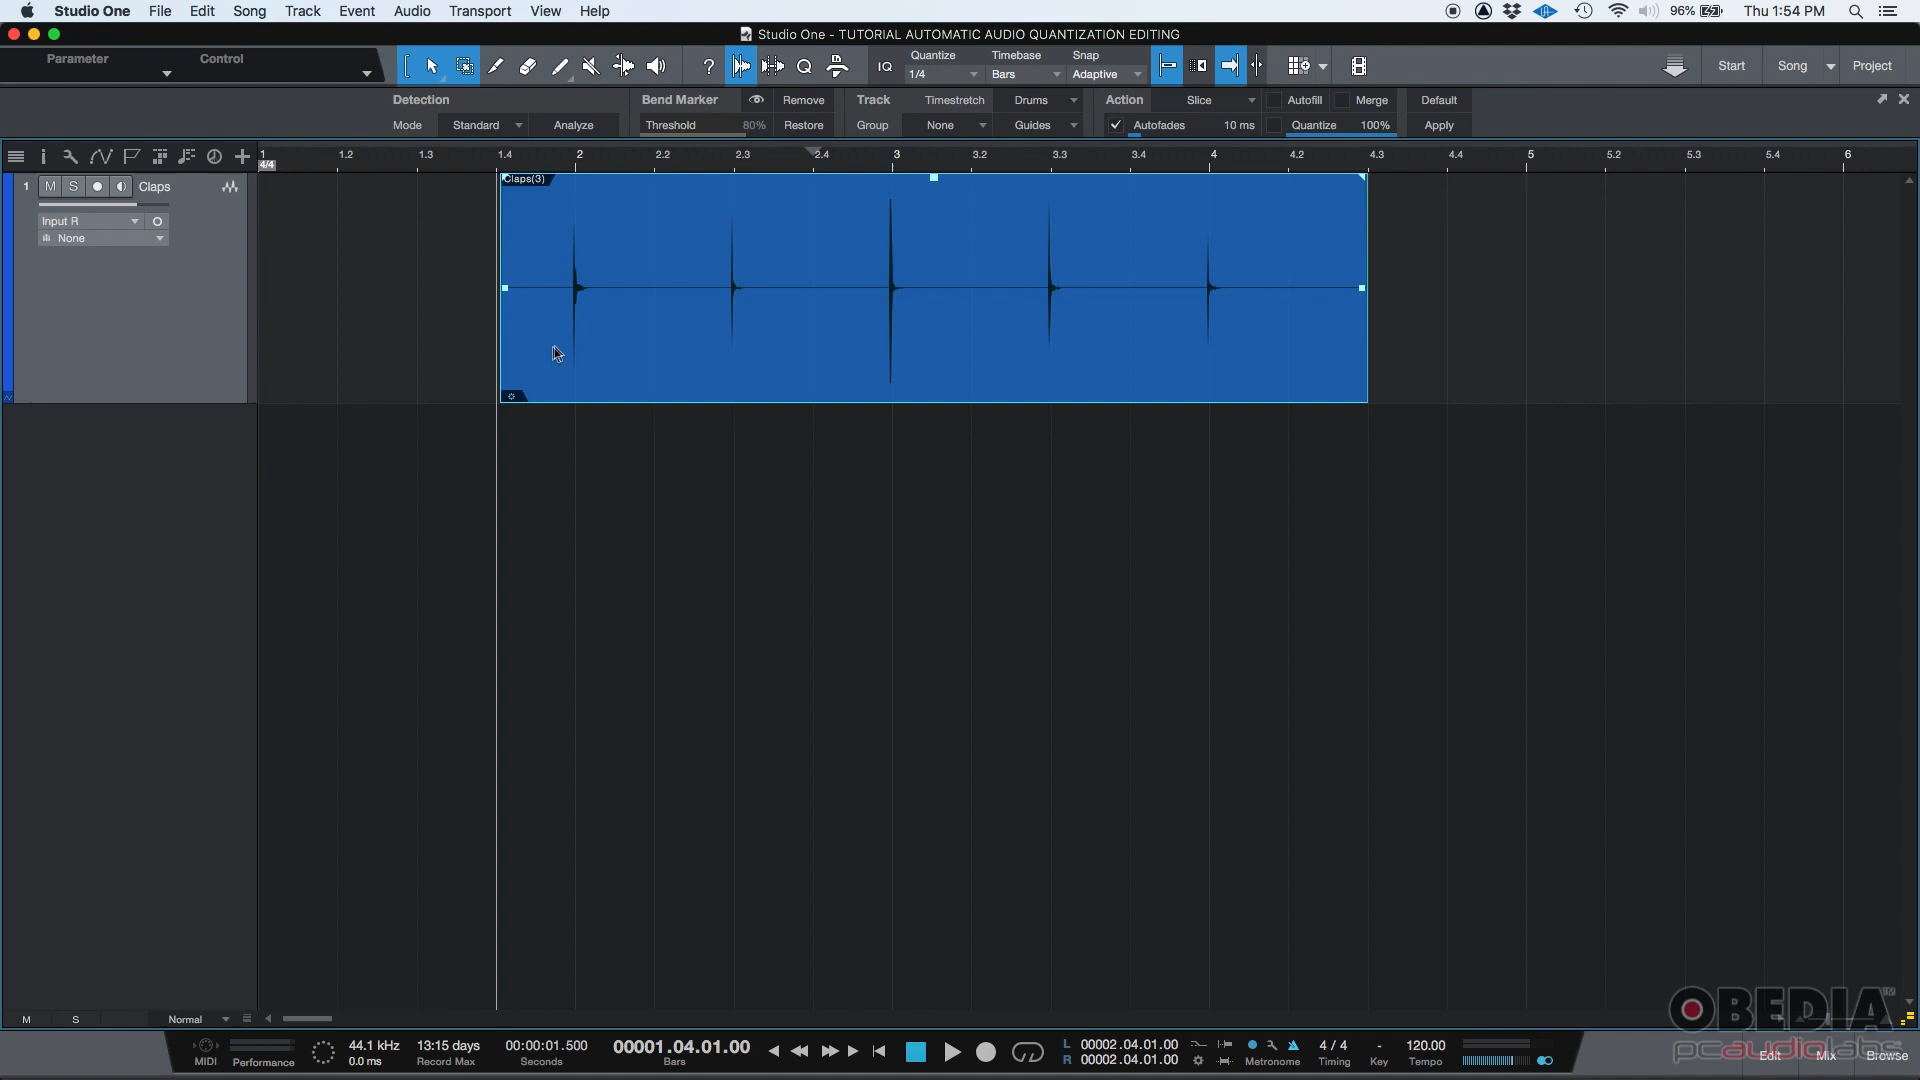 Studio One File Edit Song Track Event Audio Transport View Help 96% Thu 1:54 PM
Studio One - TUTORIAL AUTOMATIC AUDIO QUANTIZATION EDITING
Parameter Control IQ Quantize Timebase Snap Start Song Project
1/4 Bars Adaptive
Detection Bend Marker Remove Track Timestretch Drums Action Slice Autofill Merge Default
Mode Standard Analyze Threshold 80% Restore Group None Guides Autofades 10 ms Quantize 100% Apply
1 1.2 1.3 1.4 2 2.2 2.3 2.4 3 3.2 3.3 3.4 4 4.2 4.3 4.4 5 5.2 5.3 5.4 6
4/4
1 M S Claps
Claps(3)
Input R
None
M S Normal
OBEDIA
pcaudiolabs
MIDI Performance
44.1 kHz 13:15 days 00:00:01.500 00001.04.01.00 L 00002.04.01.00 4 / 4 - 120.00
0.0 ms Record Max Seconds Bars R 00002.04.01.00 Metronome Timing Key Tempo
Edit Mix Browse